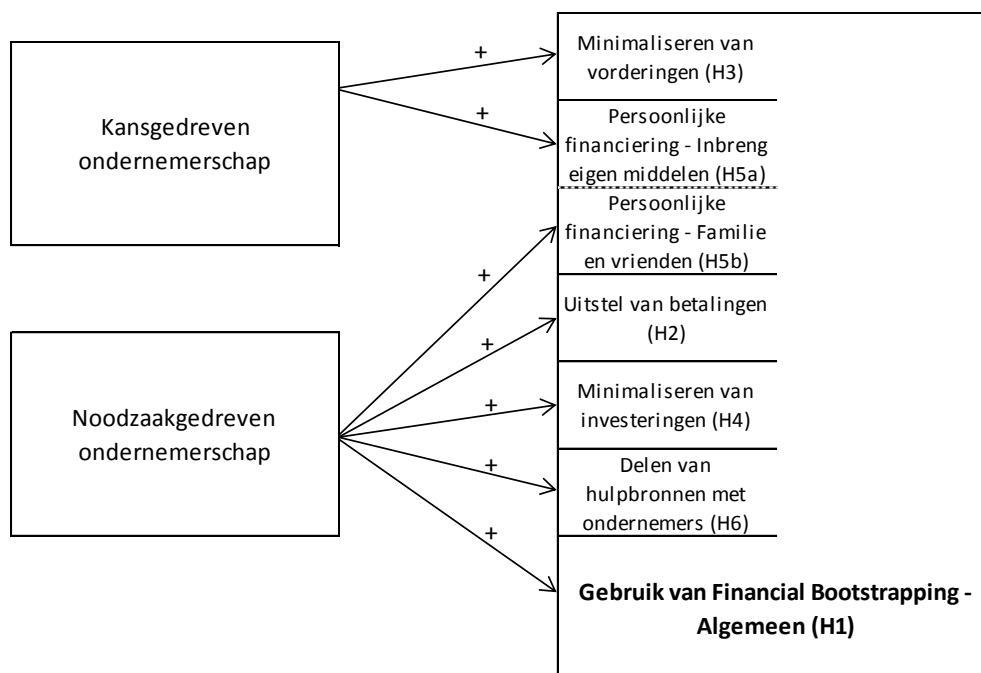 Kansgedreven
ondernemerschap
Noodzaakgedreven
ondernemerschap
+
+
+
+
+
+
+
Minimaliseren van
vorderingen (H3)
Persoonlijke
financiering - Inbreng
eigen middelen (H5a)
Persoonlijke
financiering - Familie
en vrienden (H5b)
Uitstel van betalingen
(H2)
Minimaliseren van
investeringen (H4)
Delen van
hulpbronnen met
ondernemers (H6)
Gebruik van Financial Bootstrapping -
Algemeen (H1)